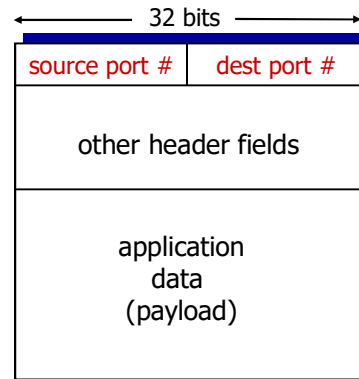 32 bits
source port # dest port #
other header fields
application
data
(payload)